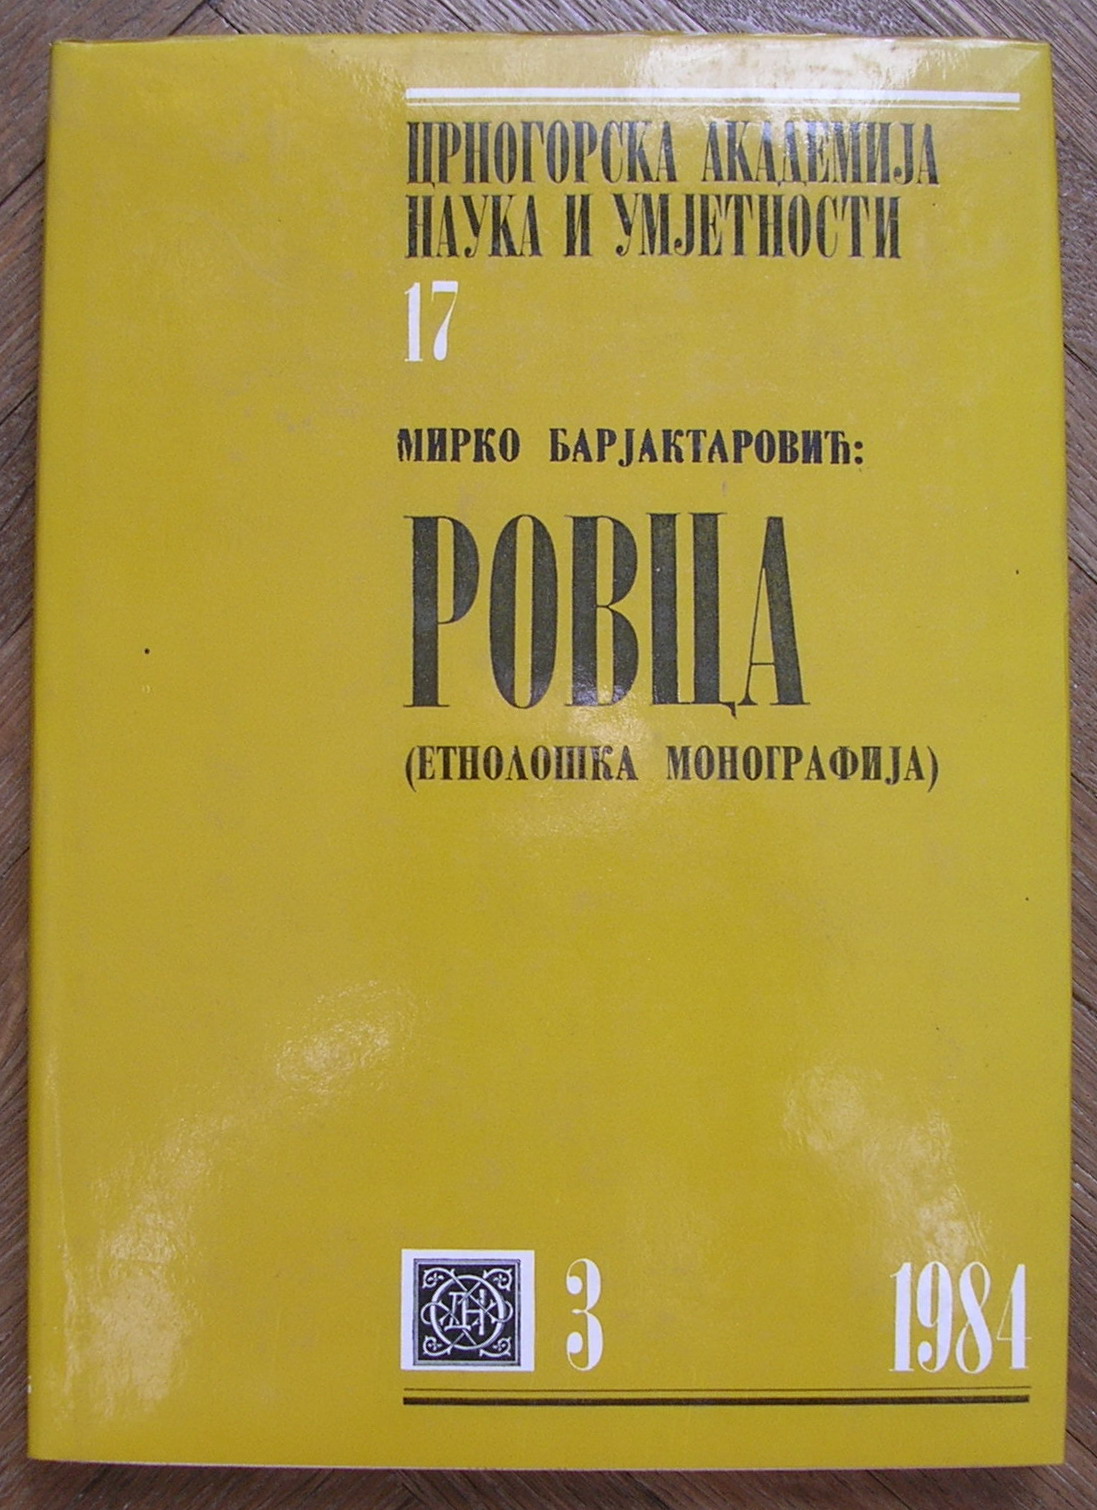 ЦРНОГОРСКА АКАДЕМИЈА
НАУКА И УМЈЕТНОСТИ
17
МИРКО БАРЈАКТАРОВИЋ:
РОВЦА
(ЕТНОЛОШКА МОНОГРАФИЈА)
3 1984